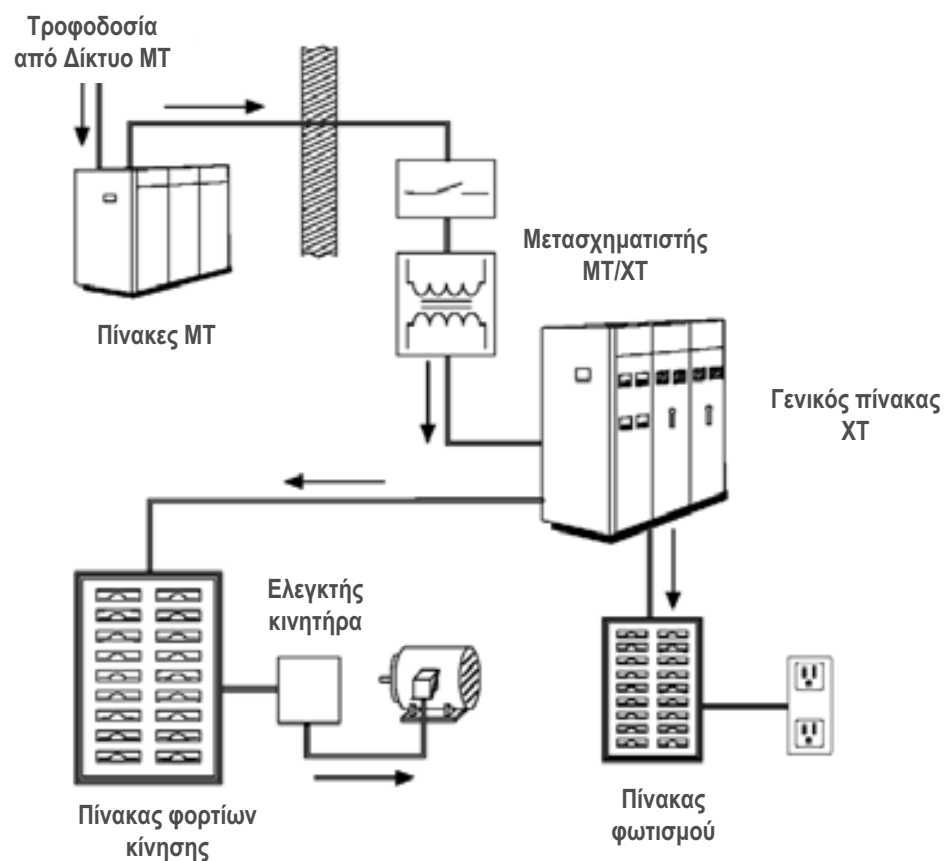 Τροφοδοσία
από Δίκτυο ΜΤ
Πίνακες ΜΤ
Μετασχηματιστής
ΜΤ/ΧΤ
Γενικός πίνακας
ΧΤ
Ελεγκτής
κινητήρα
Πίνακας φορτίων
κίνησης
Πίνακας
φωτισμού